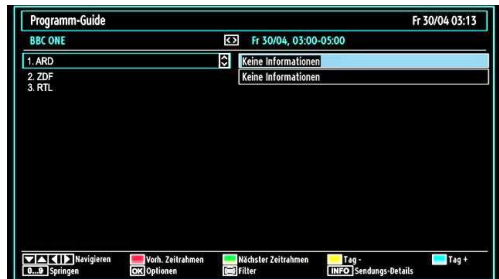 Programm-Guide Fr 30/04 03:13
BBC ONE <> Fr 30/04, 03:00-05:00
1. ARD Keine Informationen
2. ZDF Keine Informationen
3. RTL
Navigieren Vorh. Zeitrahmen Nächster Zeitrahmen Tag - Tag +
0...9 Springen OK Optionen Filter INFO Sendungs-Details